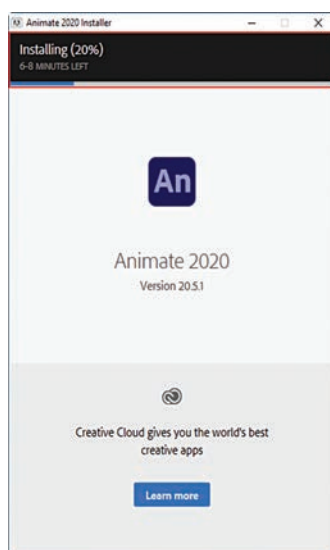 Animate 2020 Installer
Installing (20%)
6-8 MINUTES LEFT
An
Animate 2020
Version 20.5.1
Creative Cloud gives you the world's best
creative apps
Learn more